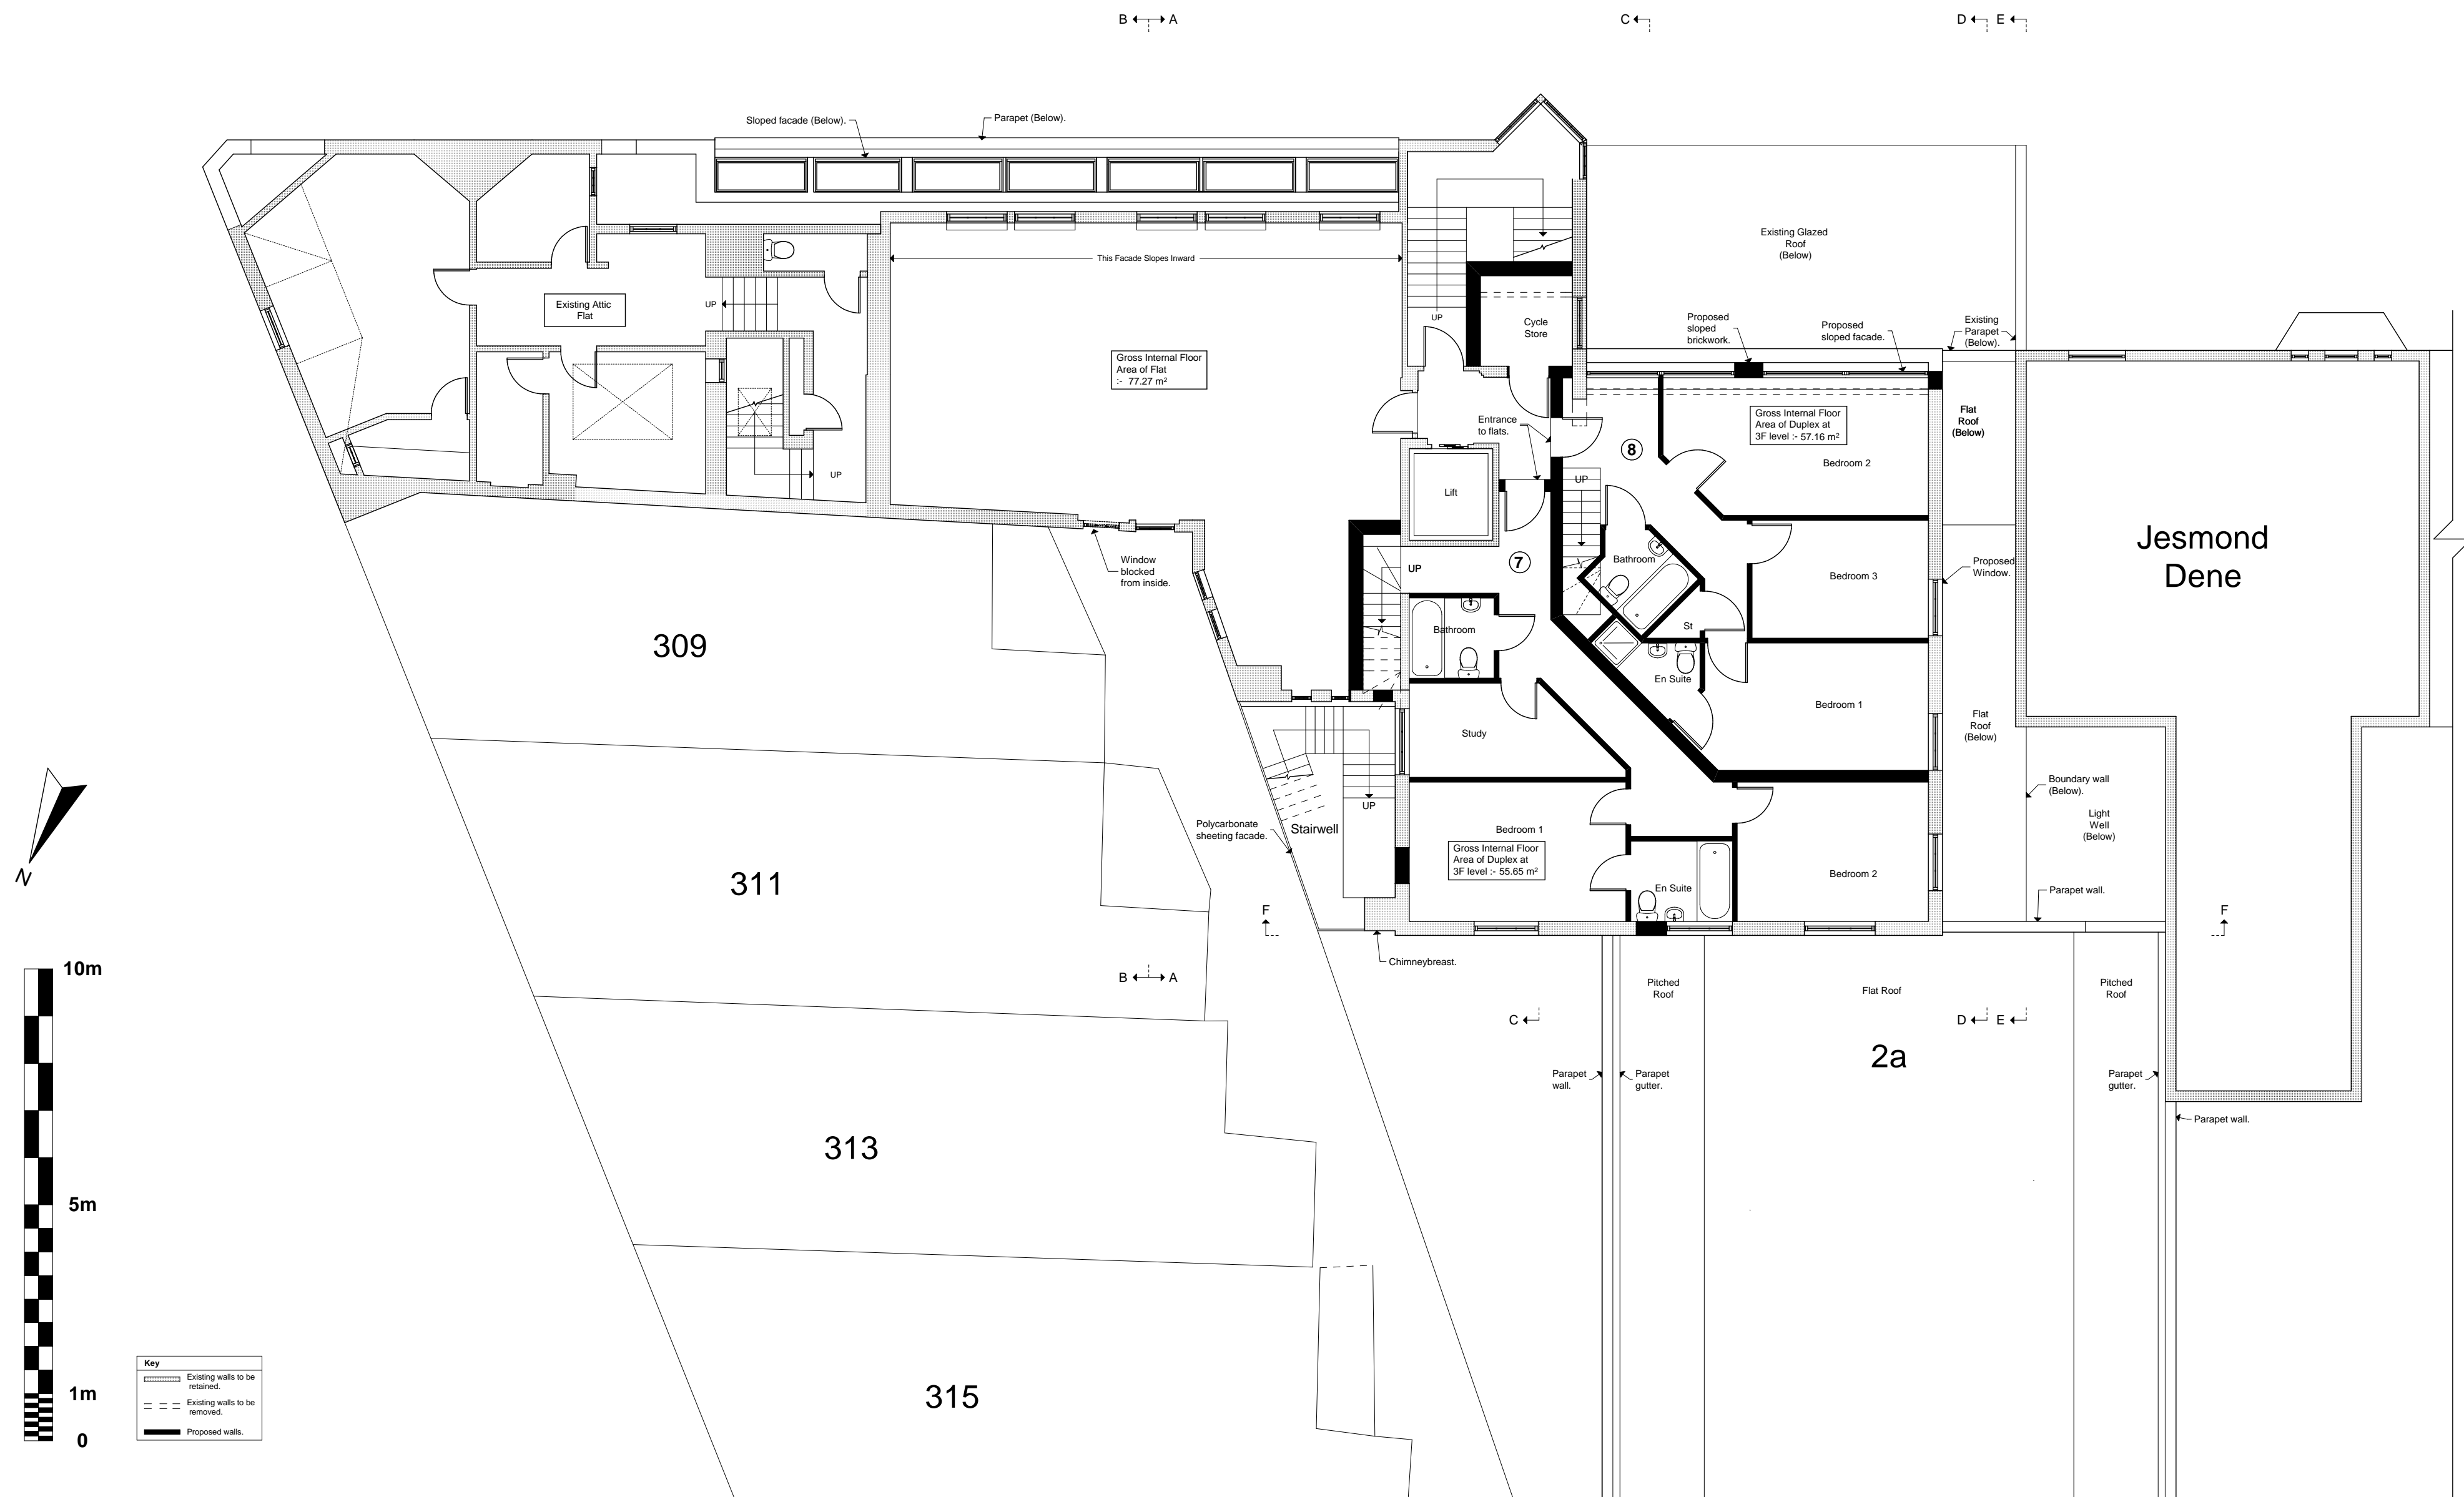 B A
C
D E
Sloped facade (Below).
Parapet (Below).
Existing Glazed
Roof
(Below)
This Facade Slopes Inward
Existing Attic
Flat
UP
UP
Cycle
Store
Proposed
sloped
brickwork.
Proposed
sloped facade.
Existing
Parapet
(Below).
Gross Internal Floor
Area of Flat
:- 77.27 m²
Entrance
to flats.
8
Gross Internal Floor
Area of Duplex at
3F level :- 57.16 m²
Bedroom 2
Flat
Roof
(Below)
UP
Lift
UP
Window
blocked
from inside.
UP
7
Bathroom
Bedroom 3
Proposed
Window.
Jesmond
Dene
309
Bathroom
St
En Suite
Bedroom 1
Study
Flat
Roof
(Below)
Boundary wall
(Below).
Light
Well
(Below)
N
UP
Polycarbonate
sheeting facade.
Stairwell
Bedroom 1
Gross Internal Floor
Area of Duplex at
3F level :- 55.65 m²
En Suite
Bedroom 2
Parapet wall.
311
F
F
Chimneybreast.
B A
10m
Pitched
Roof
Flat Roof
Pitched
Roof
C
D E
2a
Parapet
wall.
Parapet
gutter.
Parapet
gutter.
Parapet wall.
313
5m
315
1m
0
Key
Existing walls to be
retained.
Existing walls to be
removed.
Proposed walls.